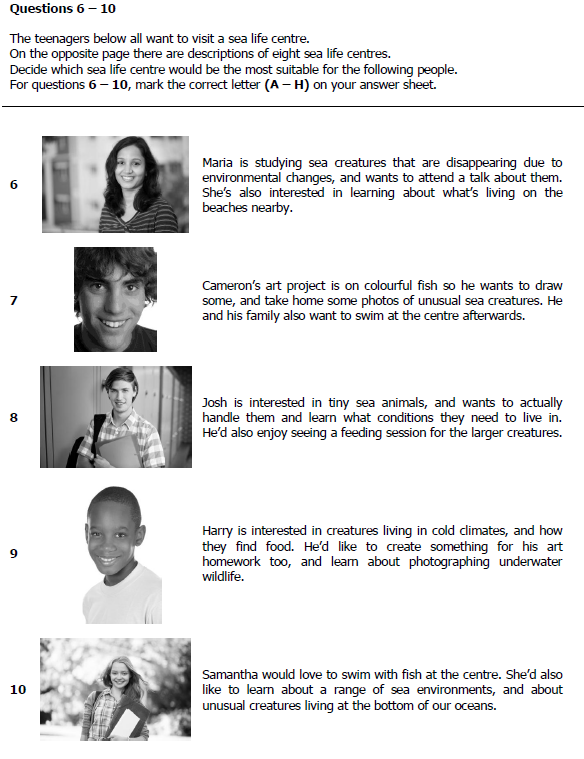 Questions 6 – 10
The teenagers below all want to visit a sea life centre.
On the opposite page there are descriptions of eight sea life centres.
Decide which sea life centre would be the most suitable for the following people.
For questions 6 – 10, mark the correct letter (A – H) on your answer sheet.
6
Maria is studying sea creatures that are disappearing due to
environmental changes, and wants to attend a talk about them.
She's also interested in learning about what's living on the
beaches nearby.
7
Cameron's art project is on colourful fish so he wants to draw
some, and take home some photos of unusual sea creatures. He
and his family also want to swim at the centre afterwards.
8
Josh is interested in tiny sea animals, and wants to actually
handle them and learn what conditions they need to live in.
He'd also enjoy seeing a feeding session for the larger creatures.
9
Harry is interested in creatures living in cold climates, and how
they find food. He'd like to create something for his art
homework too, and learn about photographing underwater
wildlife.
10
Samantha would love to swim with fish at the centre. She'd also
like to learn about a range of sea environments, and about
unusual creatures living at the bottom of our oceans.